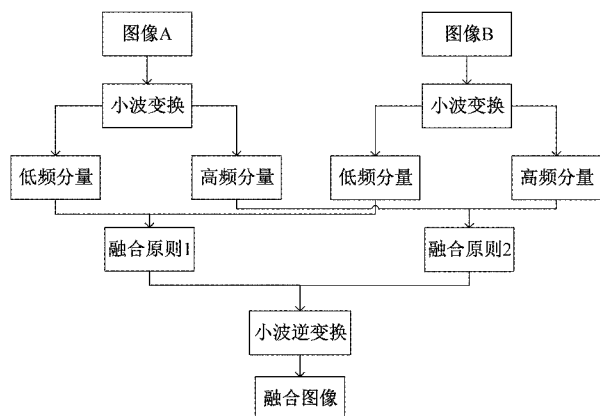 图像A
图像B
小波变换
小波变换
低频分量
高频分量
低频分量
高频分量
融合原则1
融合原则2
小波逆变换
融合图像